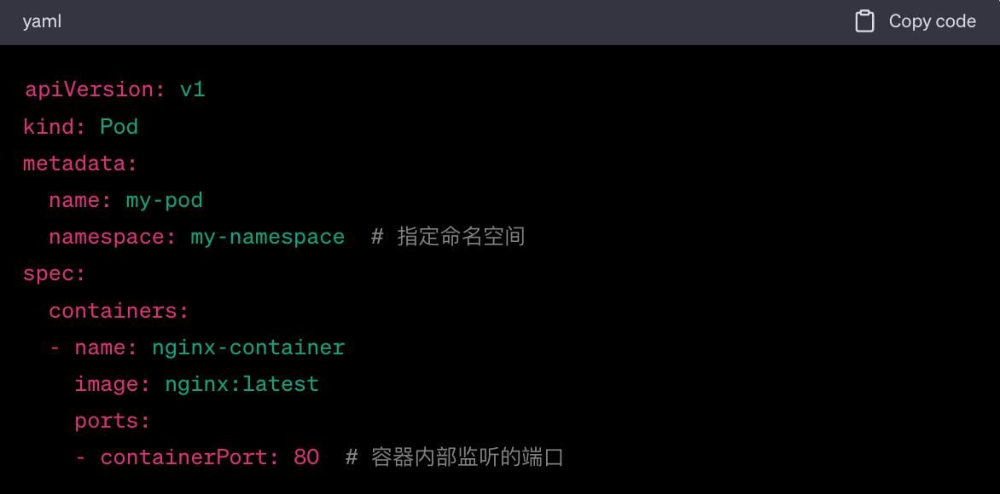 yaml
Copy code
apiVersion: v1
kind: Pod
metadata:
  name: my-pod
  namespace: my-namespace  # 指定命名空间
spec:
  containers:
  - name: nginx-container
    image: nginx:latest
    ports:
    - containerPort: 80  # 容器内部监听的端口